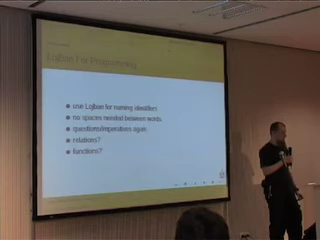 Lojban For Programming
use Lojban for naming identifiers
no spaces needed between words
questions/imperatives again
relations?
functions?